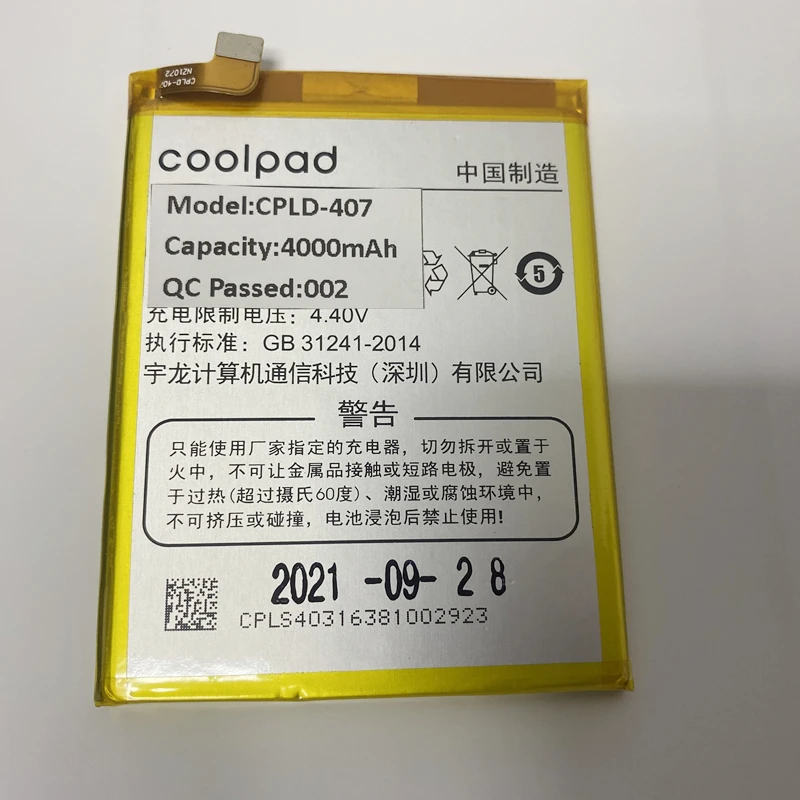 CPLD-407
NZ1072
coolpad
中国制造
Model:CPLD-407
Capacity:4000mAh
QC Passed:002
5
充电限制电压：4.40V
执行标准：GB 31241-2014
宇龙计算机通信科技（深圳）有限公司
警告
只能使用厂家指定的充电器，切勿拆开或置于
火中，不可让金属品接触或短路电极，避免置
于过热(超过摄氏60度)、潮湿或腐蚀环境中，
不可挤压或碰撞，电池浸泡后禁止使用!
2021 -09- 2 8
CPLS40316381002923